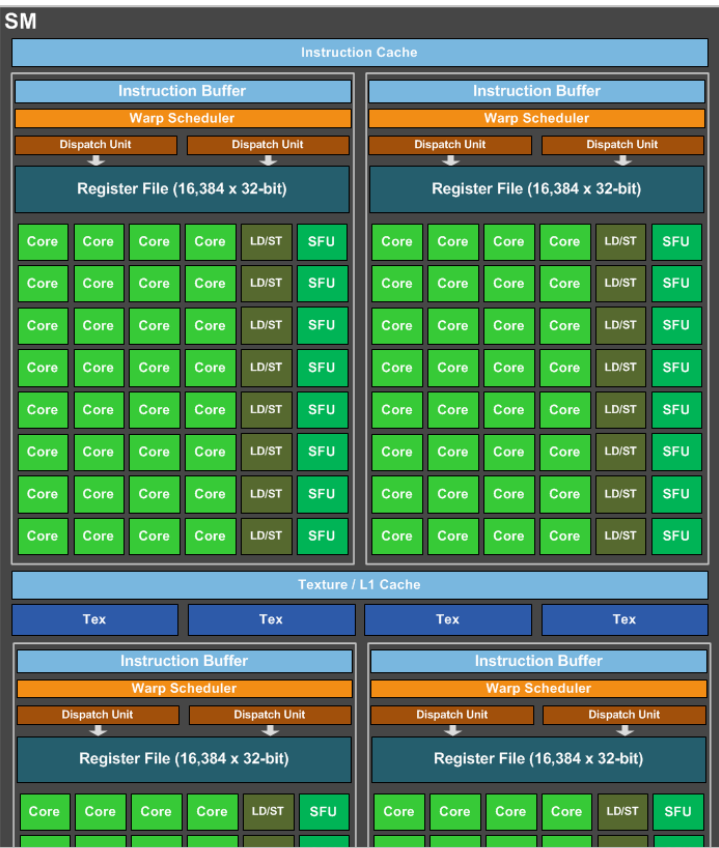 SM
Instruction Cache
Instruction Buffer Instruction Buffer
Warp Scheduler Warp Scheduler
Dispatch Unit Dispatch Unit Dispatch Unit Dispatch Unit
Register File (16,384 x 32-bit) Register File (16,384 x 32-bit)
Core Core Core Core LD/ST SFU Core Core Core Core LD/ST SFU
Core Core Core Core LD/ST SFU Core Core Core Core LD/ST SFU
Core Core Core Core LD/ST SFU Core Core Core Core LD/ST SFU
Core Core Core Core LD/ST SFU Core Core Core Core LD/ST SFU
Core Core Core Core LD/ST SFU Core Core Core Core LD/ST SFU
Core Core Core Core LD/ST SFU Core Core Core Core LD/ST SFU
Core Core Core Core LD/ST SFU Core Core Core Core LD/ST SFU
Core Core Core Core LD/ST SFU Core Core Core Core LD/ST SFU
Texture / L1 Cache
Tex Tex Tex Tex
Instruction Buffer Instruction Buffer
Warp Scheduler Warp Scheduler
Dispatch Unit Dispatch Unit Dispatch Unit Dispatch Unit
Register File (16,384 x 32-bit) Register File (16,384 x 32-bit)
Core Core Core Core LD/ST SFU Core Core Core Core LD/ST SFU